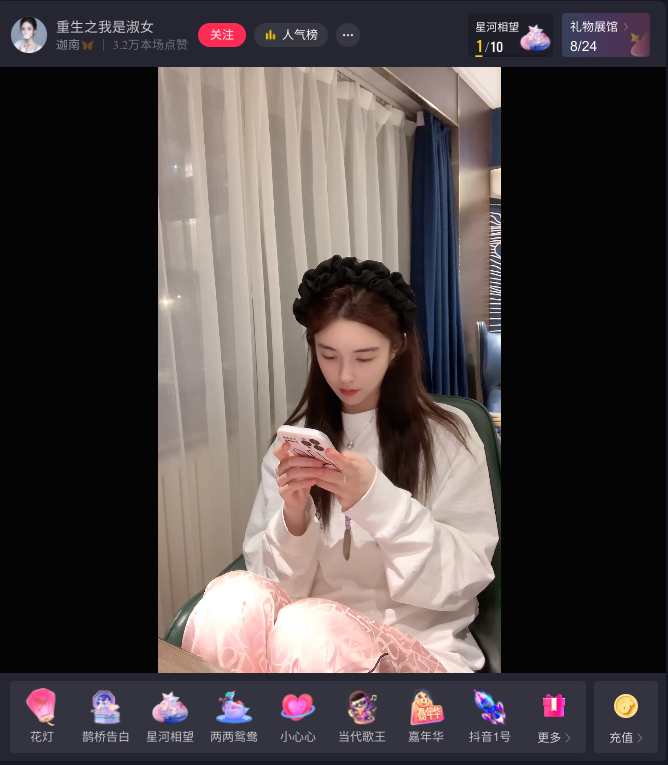 重生之我是淑女
迦南
3.2万本场点赞
关注
人气榜
星河相望
1/10
礼物展馆
8/24
花灯
鹊桥告白
星河相望
两两鸳鸯
小心心
当代歌王
嘉年华
抖音1号
更多
充值
嘉年华